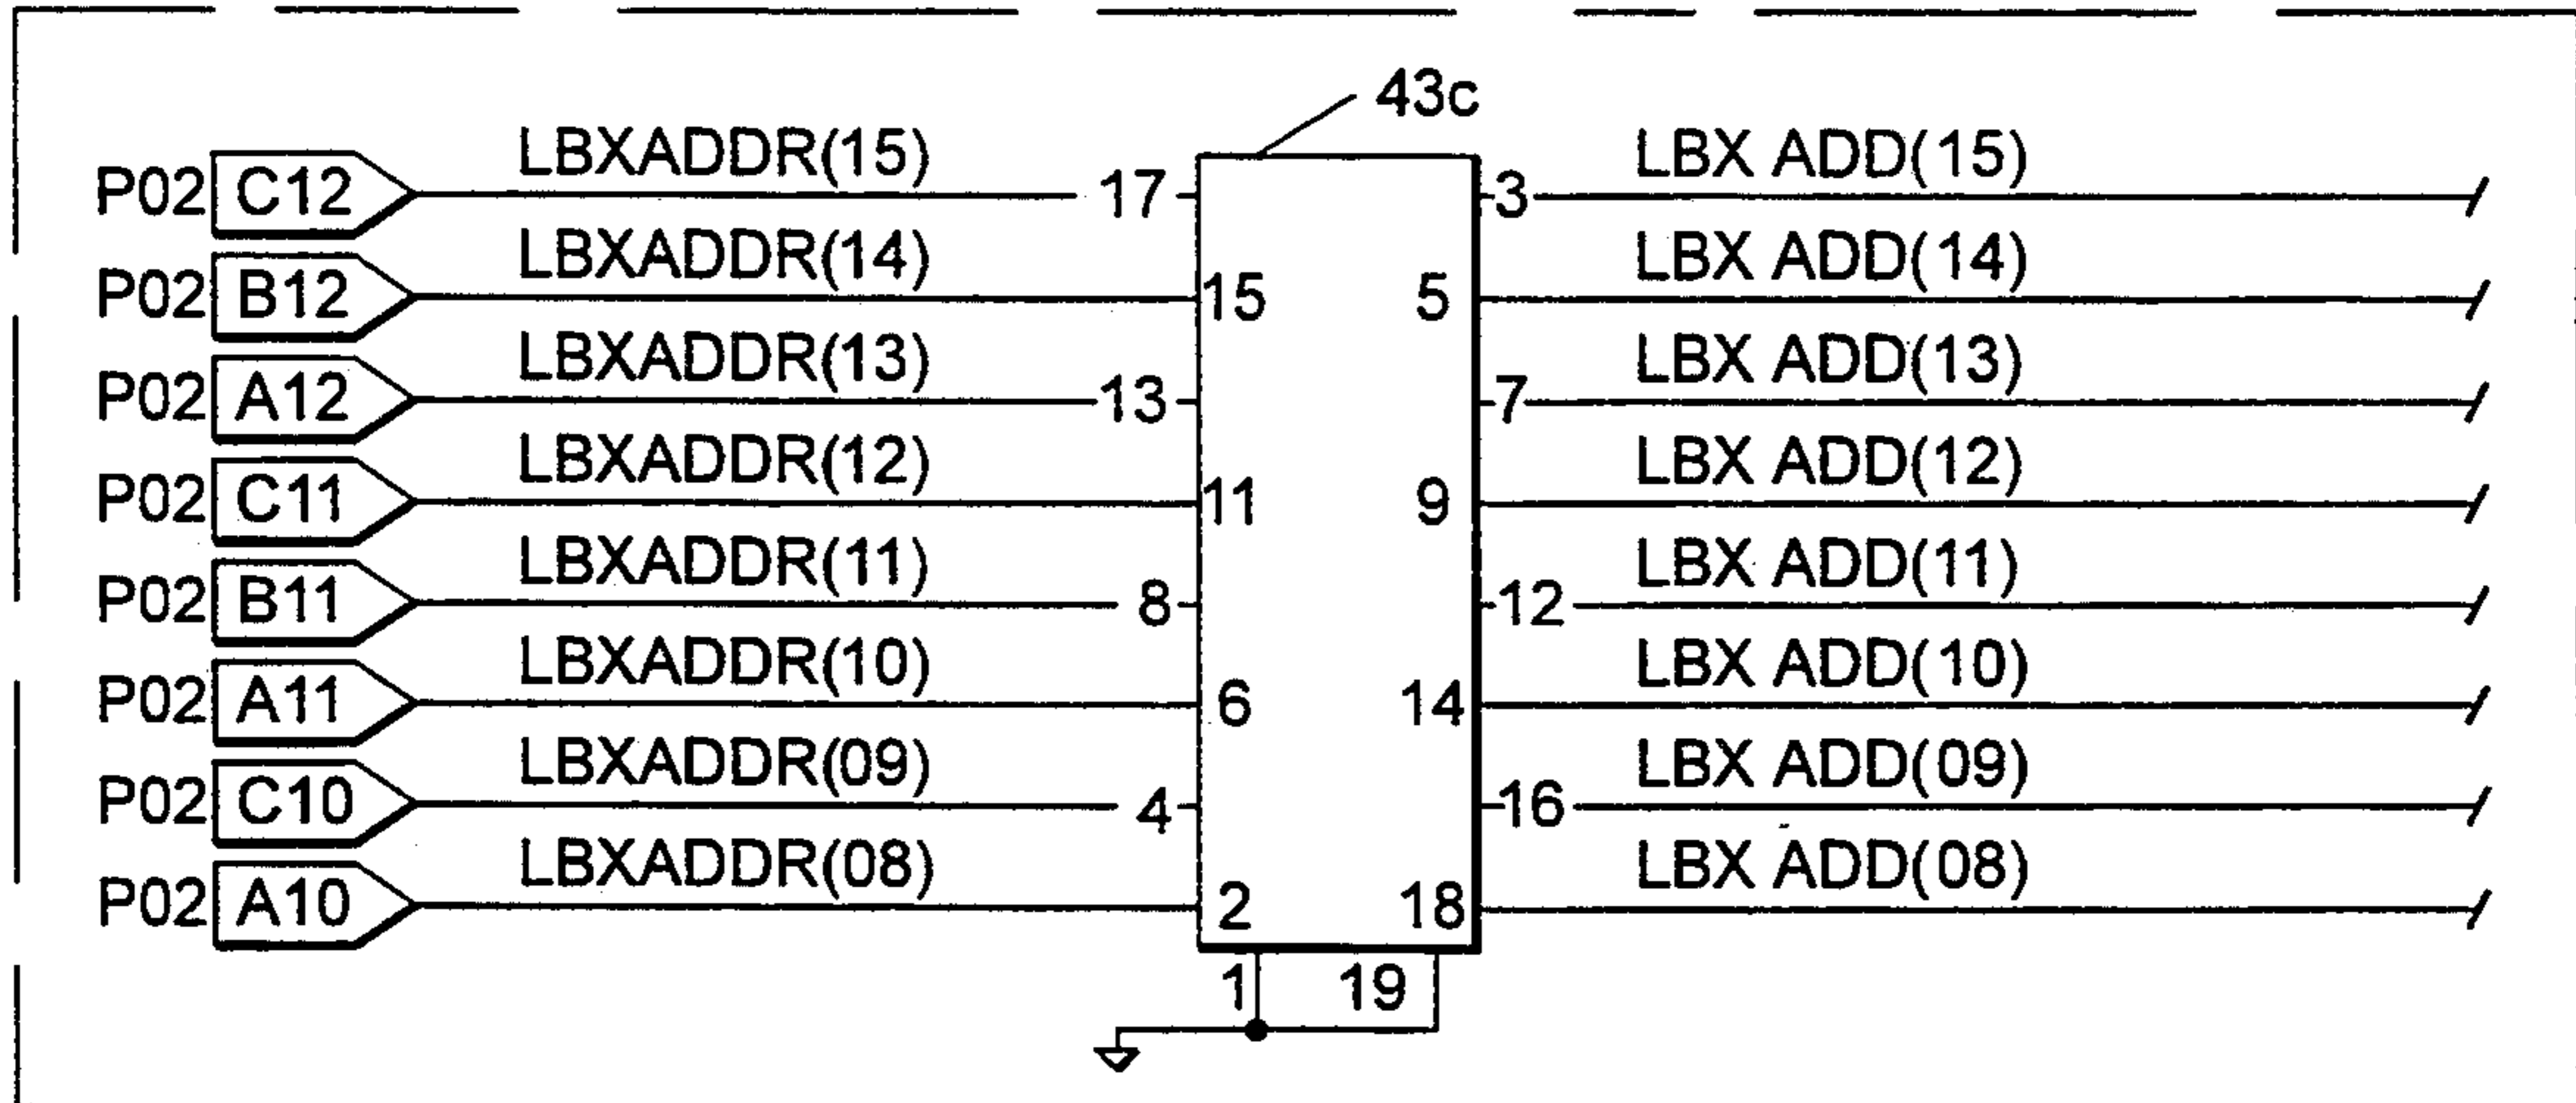 43c
P02 C12 LBXADDR(15) 17 3 LBX ADD(15)
P02 B12 LBXADDR(14) 15 5 LBX ADD(14)
P02 A12 LBXADDR(13) 13 7 LBX ADD(13)
P02 C11 LBXADDR(12) 11 9 LBX ADD(12)
P02 B11 LBXADDR(11) 8 12 LBX ADD(11)
P02 A11 LBXADDR(10) 6 14 LBX ADD(10)
P02 C10 LBXADDR(09) 4 16 LBX ADD(09)
P02 A10 LBXADDR(08) 2 18 LBX ADD(08)
1 19